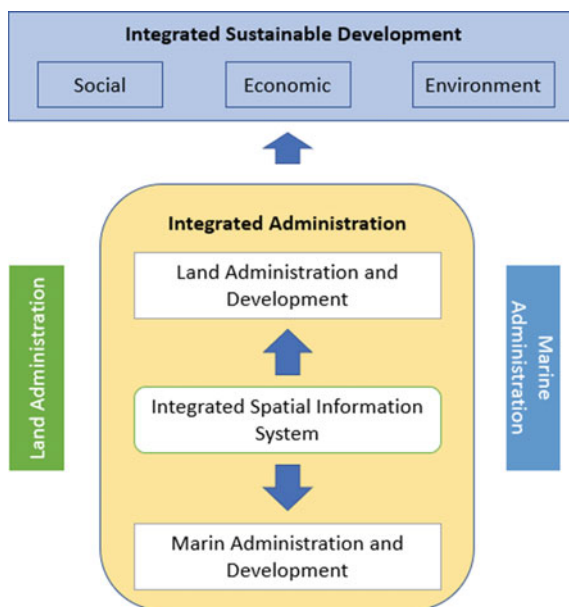 Integrated Sustainable Development
Social
Economic
Environment
Integrated Administration
Land Administration and
Development
Land Administration
Marine
Administration
Integrated Spatial Information
System
Marin Administration and
Development